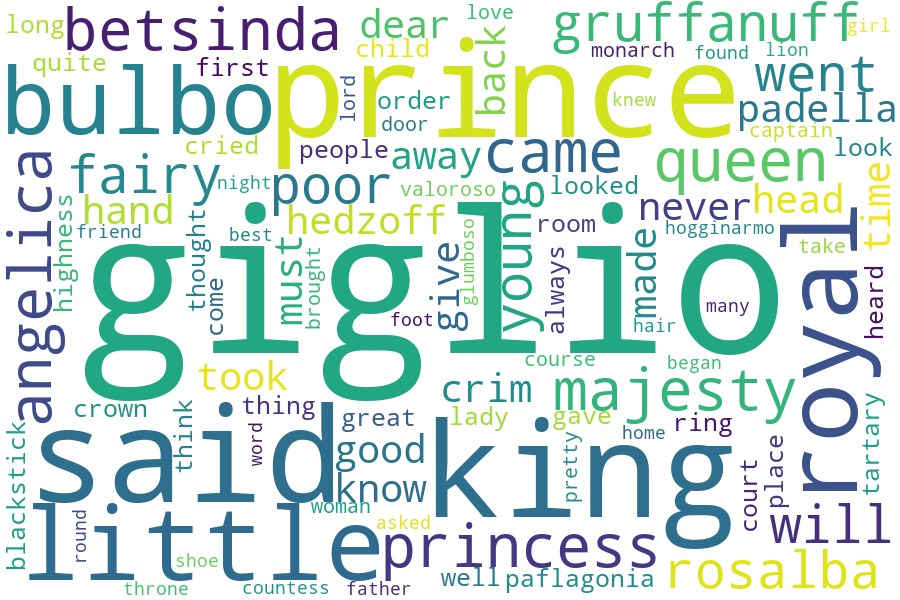 long
betsinda
dear
love
gruffanuff
girl
quite
first
child
lord
order
door
back
monarch
found
lion
knew
went
bulbo
prince
padella
captain
cried
people
away
came
queen
look
angelica
fairy
night
poor
valoroso
looked
never
head
time
highness
hand
friend
thought
best
hedzoff
young
room
hogginarmo
royal
take
giglio
come
must
brought
give
glumboso
always
made
many
heard
foot
hair
took
course
began
crown
thing
crim
majesty
said
think
word
great
lady
gave
ring
king
good
know
home
pretty
court
place
tartary
blackstick
little
round
woman
asked
princess
will
shoe
throne
countess
father
well
paflagonia
rosalba